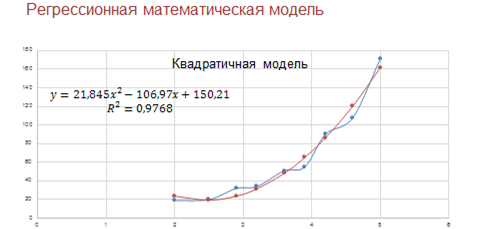 Регрессионная математическая модель
180
Квадратичная модель
160
140
y = 21,845x² − 106,97x + 150,21
R² = 0,9768
120
100
80
60
40
20
0
0 1 2 3 4 5 6